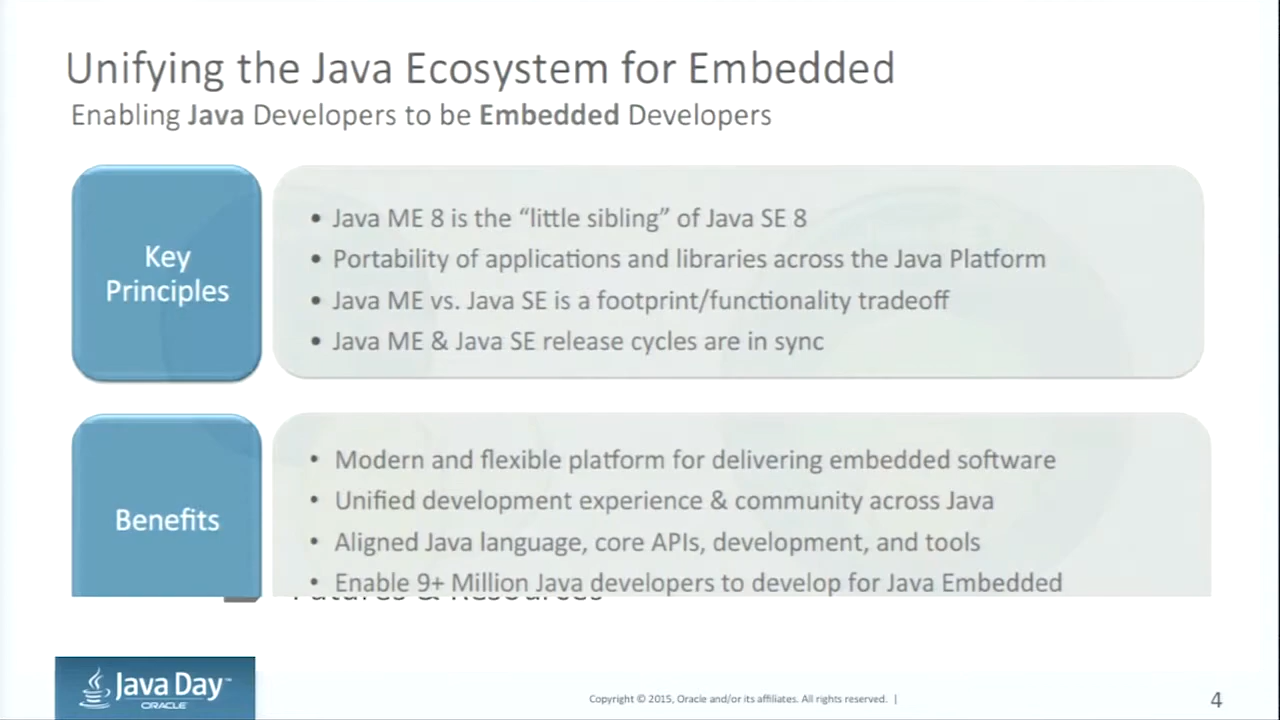 Unifying the Java Ecosystem for Embedded
Enabling Java Developers to be Embedded Developers
Key
Principles
• Java ME 8 is the “little sibling” of Java SE 8
• Portability of applications and libraries across the Java Platform
• Java ME vs. Java SE is a footprint/functionality tradeoff
• Java ME & Java SE release cycles are in sync
Benefits
• Modern and flexible platform for delivering embedded software
• Unified development experience & community across Java
• Aligned Java language, core APIs, development, and tools
• Enable 9+ Million Java developers to develop for Java Embedded
Futures & Resources
Java Day™
ORACLE
Copyright © 2015, Oracle and/or its affiliates. All rights reserved. |
4